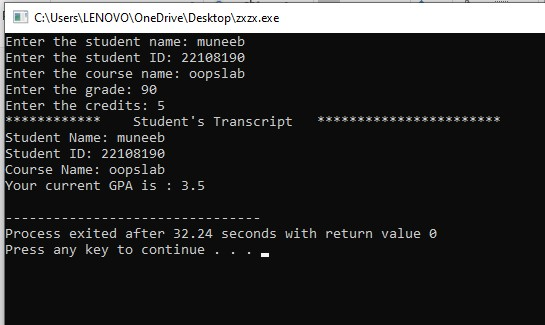 C:\Users\LENOVO\OneDrive\Desktop\zxzx.exe
Enter the student name: muneeb
Enter the student ID: 22108190
Enter the course name: oopslab
Enter the grade: 90
Enter the credits: 5
************    Student's Transcript   ***********************
Student Name: muneeb
Student ID: 22108190
Course Name: oopslab
Your current GPA is : 3.5
--------------------------------
Process exited after 32.24 seconds with return value 0
Press any key to continue . . .